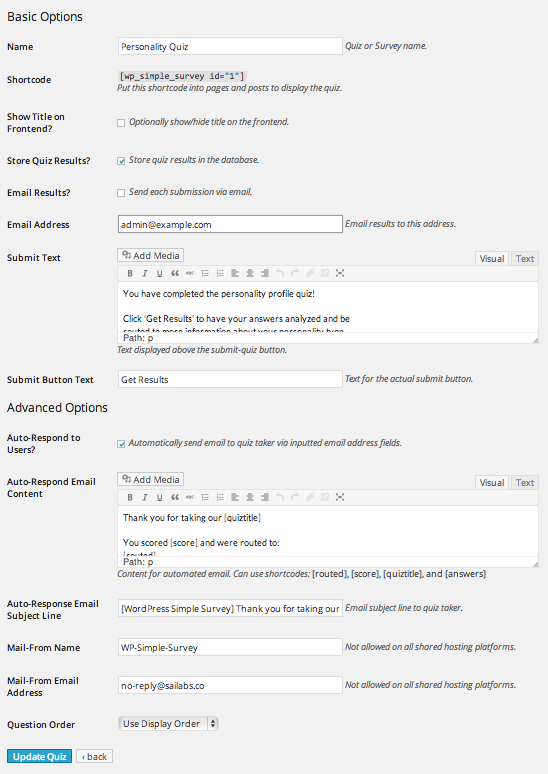 Basic Options
Name
Personality Quiz
Quiz or Survey name.
Shortcode
[wp_simple_survey id="1"]
Put this shortcode into pages and posts to display the quiz.
Show Title on
Frontend?
Optionally show/hide title on the frontend.
Store Quiz Results?
Store quiz results in the database.
Email Results?
Send each submission via email.
Email Address
admin@example.com
Email results to this address.
Submit Text
Add Media
Visual
Text
B I U ABC
You have completed the personality profile quiz!
Click 'Get Results' to have your answers analyzed and be
routed to more information about your personality type
Path: p
Text displayed above the submit-quiz button.
Submit Button Text
Get Results
Text for the actual submit button.
Advanced Options
Auto-Respond to
Users?
Automatically send email to quiz taker via inputted email address fields.
Auto-Respond Email
Content
Add Media
Visual
Text
B I U ABC
Thank you for taking our [quiztitle]
You scored [score] and were routed to:
[routed]
Path: p
Content for automated email. Can use shortcodes: [routed], [score], [quiztitle], and [answers]
Auto-Response Email
Subject Line
[WordPress Simple Survey] Thank you for taking our
Email subject line to quiz taker.
Mail-From Name
WP-Simple-Survey
Not allowed on all shared hosting platforms.
Mail-From Email
Address
no-reply@sailabs.co
Not allowed on all shared hosting platforms.
Question Order
Use Display Order
Update Quiz
‹ back